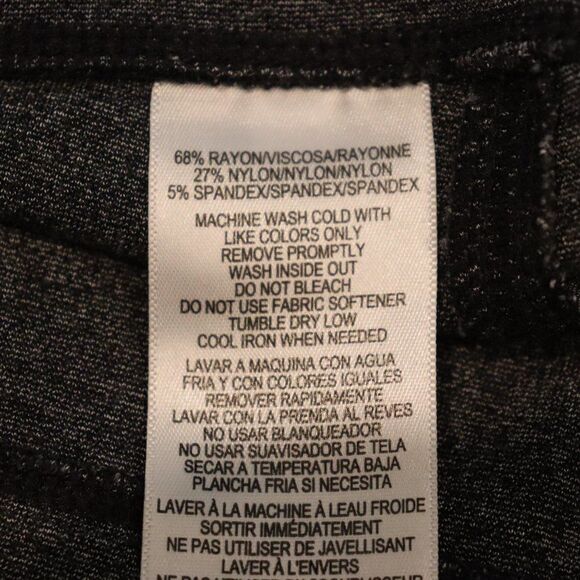 68% RAYON/VISCOSA/RAYONNE
27% NYLON/NYLON/NYLON
5% SPANDEX/SPANDEX/SPANDEX
MACHINE WASH COLD WITH
LIKE COLORS ONLY
REMOVE PROMPTLY
WASH INSIDE OUT
DO NOT BLEACH
DO NOT USE FABRIC SOFTENER
TUMBLE DRY LOW
COOL IRON WHEN NEEDED
LAVAR A MAQUINA CON AGUA
FRIA Y CON COLORES IGUALES
REMOVER RAPIDAMENTE
LAVAR CON LA PRENDA AL REVES
NO USAR BLANQUEADOR
NO USAR SUAVISADOR DE TELA
SECAR A TEMPERATURA BAJA
PLANCHA FRIA SI NECESITA
LAVER À LA MACHINE À LEAU FROIDE
SORTIR IMMÉDIATEMENT
NE PAS UTILISER DE JAVELLISANT
LAVER À L'ENVERS
NE PAS UTILISER